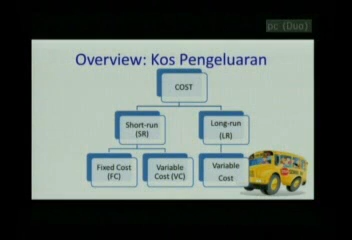 pc (Duo)
Overview: Kos Pengeluaran
COST
Short-run
(SR)
Long-run
(LR)
Fixed Cost
(FC)
Variable
Cost (VC)
Variable
Cost